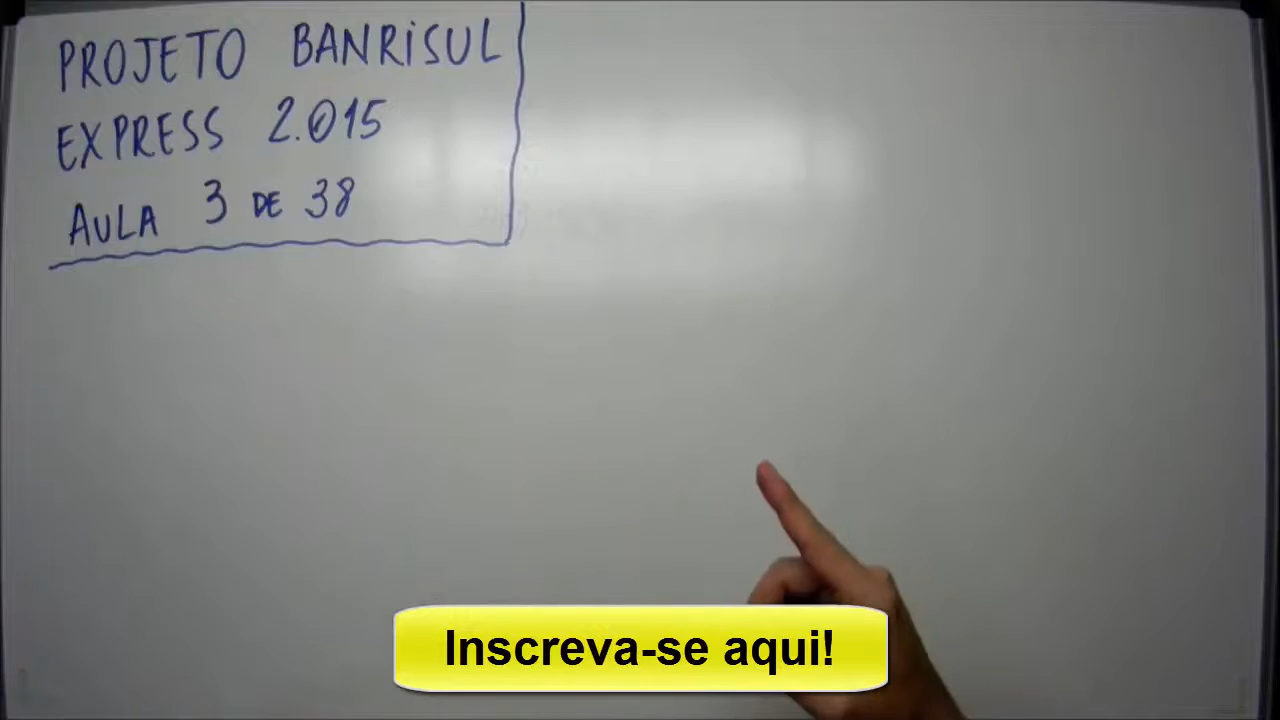 PROJETO BANRiSUL
EXPRESS 2.015
AULA 3 DE 38
Inscreva-se aqui!